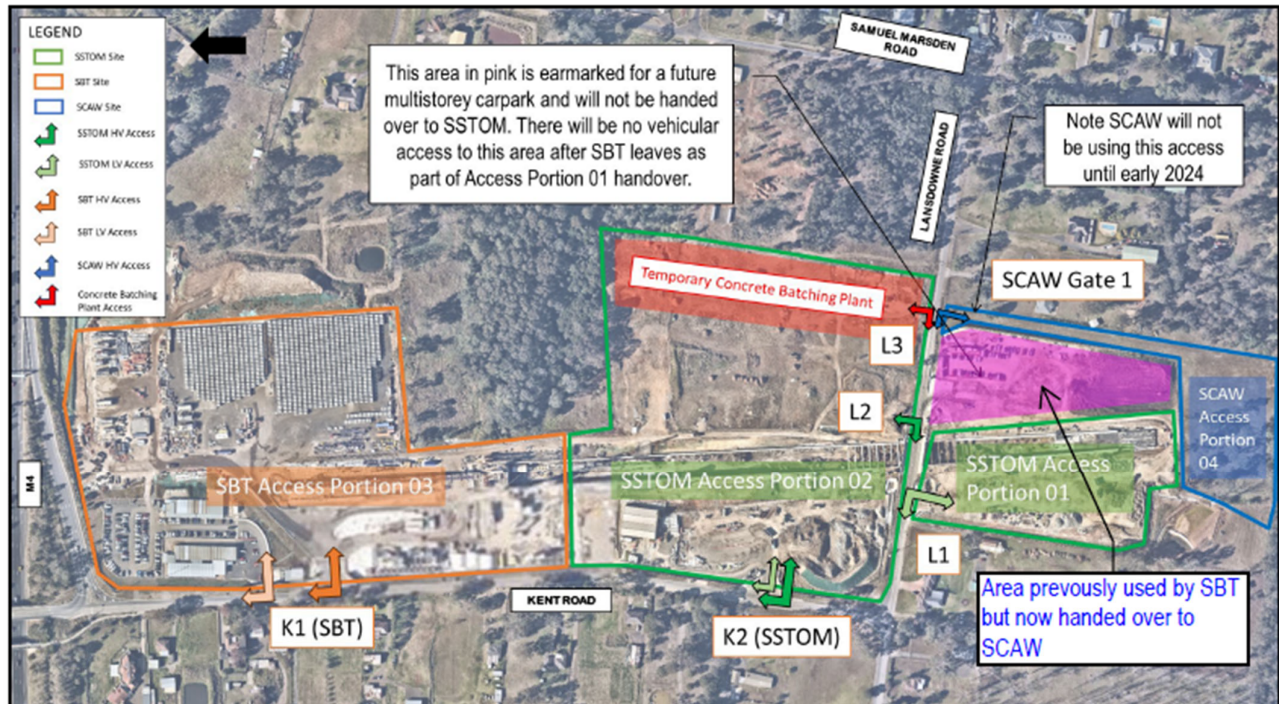 LEGEND
SSTOM Site
SBT Site
SCAW Site
SSTOM HV Access
SSTOM LV Access
SBT HV Access
SBT LV Access
SCAW HV Access
Concrete Batching
Plant Access
This area in pink is earmarked for a future
multistorey carpark and will not be handed
over to SSTOM. There will be no vehicular
access to this area after SBT leaves as
part of Access Portion 01 handover.
SAMUEL MARSDEN
ROAD
LANSDOWNE ROAD
Note SCAW will not
be using this access
until early 2024
Temporary Concrete Batching Plant
SCAW Gate 1
L3
L2
SCAW
Access
Portion
04
M4
SBT Access Portion 03
SSTOM Access Portion 02
SSTOM Access
Portion 01
L1
KENT ROAD
K1 (SBT)
K2 (SSTOM)
Area prevously used by SBT
but now handed over to
SCAW